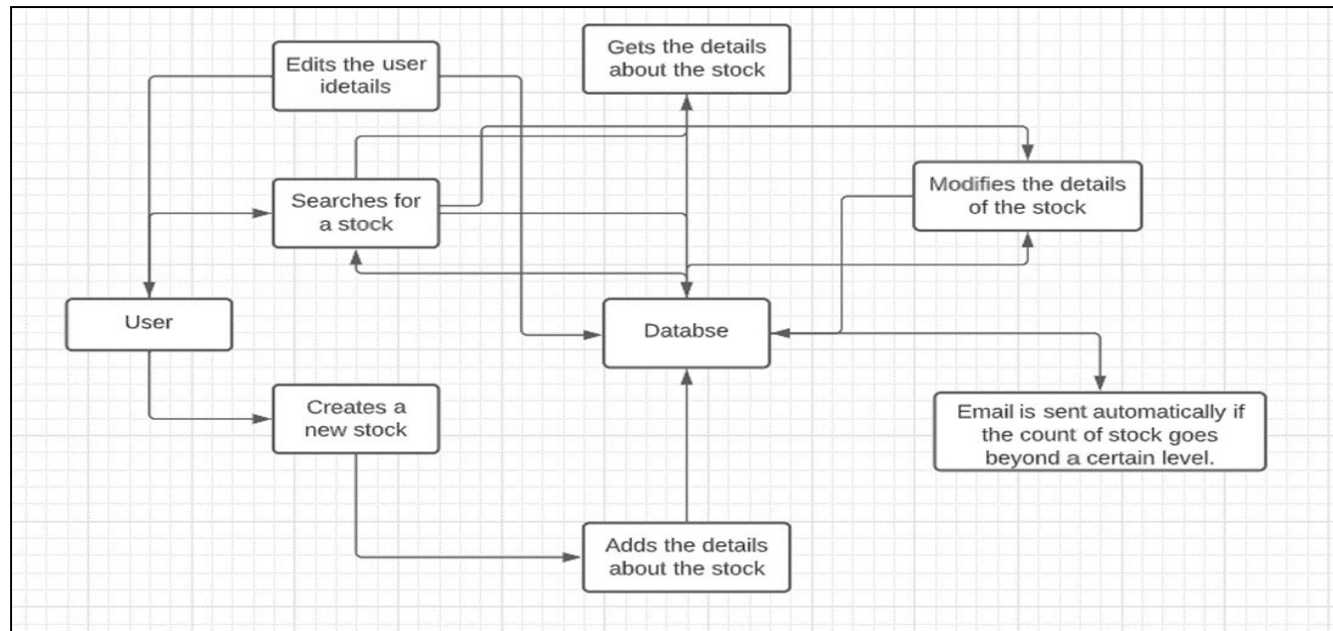 Edits the user
idetails
Gets the details
about the stock
Searches for
a stock
Modifies the details
of the stock
User
Databse
Creates a
new stock
Email is sent automatically if
the count of stock goes
beyond a certain level.
Adds the details
about the stock